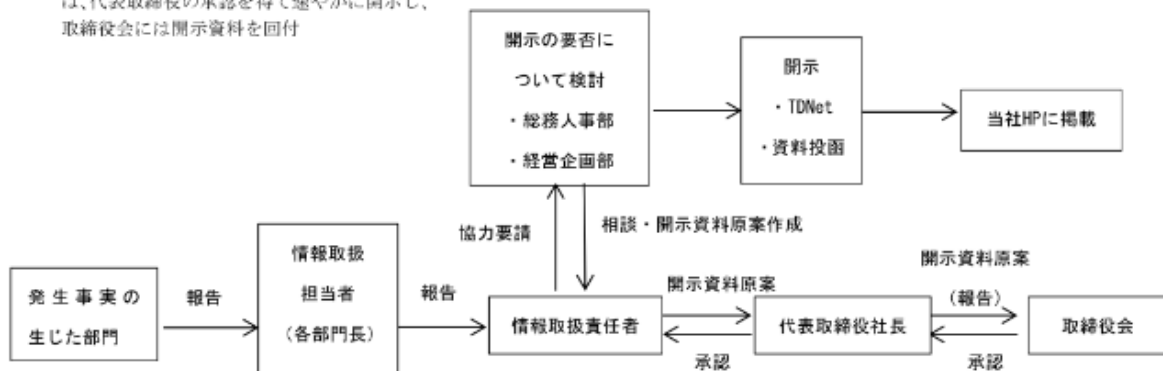 は、代表取締役の承認を得て速やかに開示し、
取締役会には開示資料を回付
開示の要否に
ついて検討
・総務人事部
・経営企画部
開示
・TDNet
・資料投函
当社HPに掲載
協力要請
相談・開示資料原案作成
発生事実の
生じた部門
報告
情報取扱
担当者
(各部門長)
報告
情報取扱責任者
開示資料原案
承認
代表取締役社長
開示資料原案
(報告)
承認
取締役会